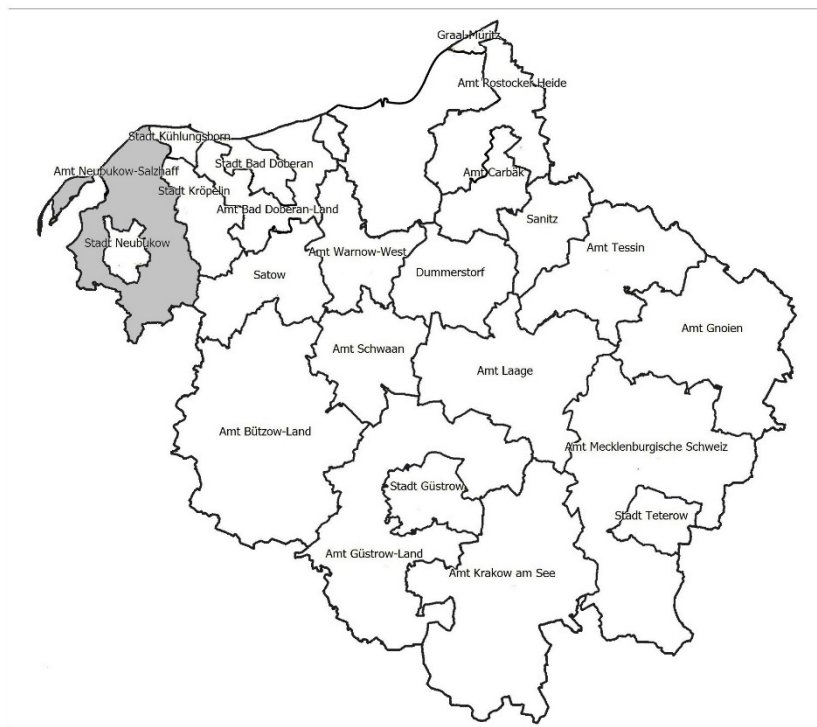 Graal-Müritz
Amt Rostocker Heide
Stadt Kühlungsborn
Stadt Bad Doberan
Amt Neubukow-Salzhaff
Amt Carbäk
Stadt Kröpelin
Amt Bad Doberan-Land
Sanitz
Stadt Neubukow
Amt Tessin
Amt Warnow-West
Satow
Dummerstorf
Amt Gnoien
Amt Schwaan
Amt Laage
Amt Bützow-Land
Amt Mecklenburgische Schweiz
Stadt Güstrow
Stadt Teterow
Amt Güstrow-Land
Amt Krakow am See